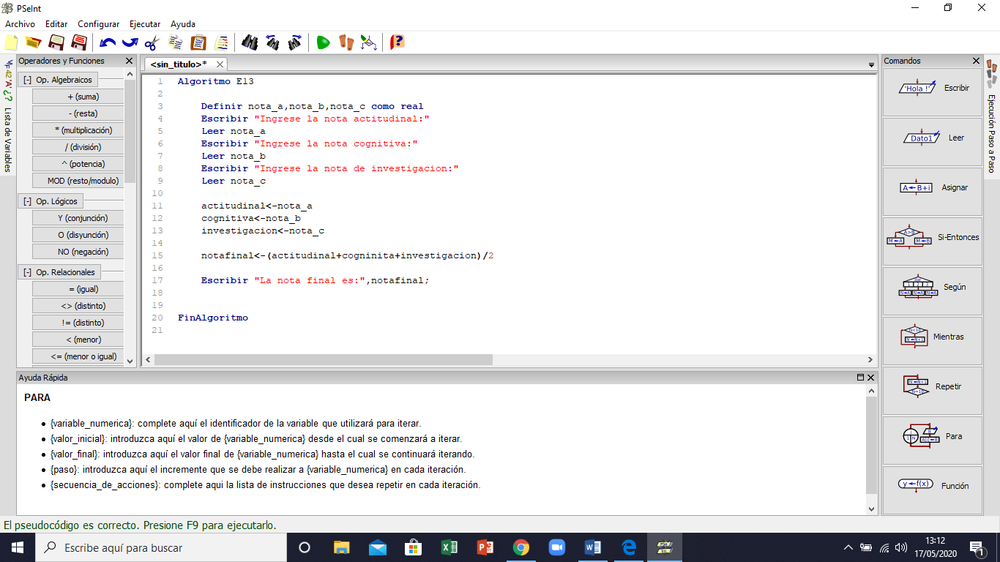 PSeInt
Archivo Editar Configurar Ejecutar Ayuda
Operadores y Funciones
[-] Op. Algebraicos
+ (suma)
- (resta)
* (multiplicación)
/ (división)
^ (potencia)
MOD (resto/modulo)
[-] Op. Lógicos
Y (conjunción)
O (disyunción)
NO (negación)
[-] Op. Relacionales
= (igual)
<> (distinto)
!= (distinto)
< (menor)
<= (menor o igual)
Lista de Variables
<sin_titulo>*
1 Algoritmo E13
2
3 Definir nota_a,nota_b,nota_c como real
4 Escribir "Ingrese la nota actitudinal:"
5 Leer nota_a
6 Escribir "Ingrese la nota cognitiva:"
7 Leer nota_b
8 Escribir "Ingrese la nota de investigacion:"
9 Leer nota_c
10
11 actitudinal<-nota_a
12 cognitiva<-nota_b
13 investigacion<-nota_c
14
15 notafinal<-(actitudinal+cogninita+investigacion)/2
16
17 Escribir "La nota final es:",notafinal;
18
19
20 FinAlgoritmo
21
Comandos
'Hola !' Escribir
Dato1 Leer
A←B+i Asignar
A>B M←A M←B Si-Entonces
Según
Mientras
Repetir
Para
y←f(x) Función
Ejecución Paso a Paso
Ayuda Rápida
PARA
• {variable_numerica}: complete aquí el identificador de la variable que utilizará para iterar.
• {valor_inicial}: introduzca aquí el valor de {variable_numerica} desde el cual se comenzará a iterar.
• {valor_final}: introduzca aquí el valor final de {variable_numerica} hasta el cual se continuará iterando.
• {paso}: introduzca aquí el incremente que se debe realizar a {variable_numerica} en cada iteración.
• {secuencia_de_acciones}: complete aqui la lista de instrucciones que desea repetir en cada iteración.
El pseudocódigo es correcto. Presione F9 para ejecutarlo.
Escribe aquí para buscar
13:12
17/05/2020
1